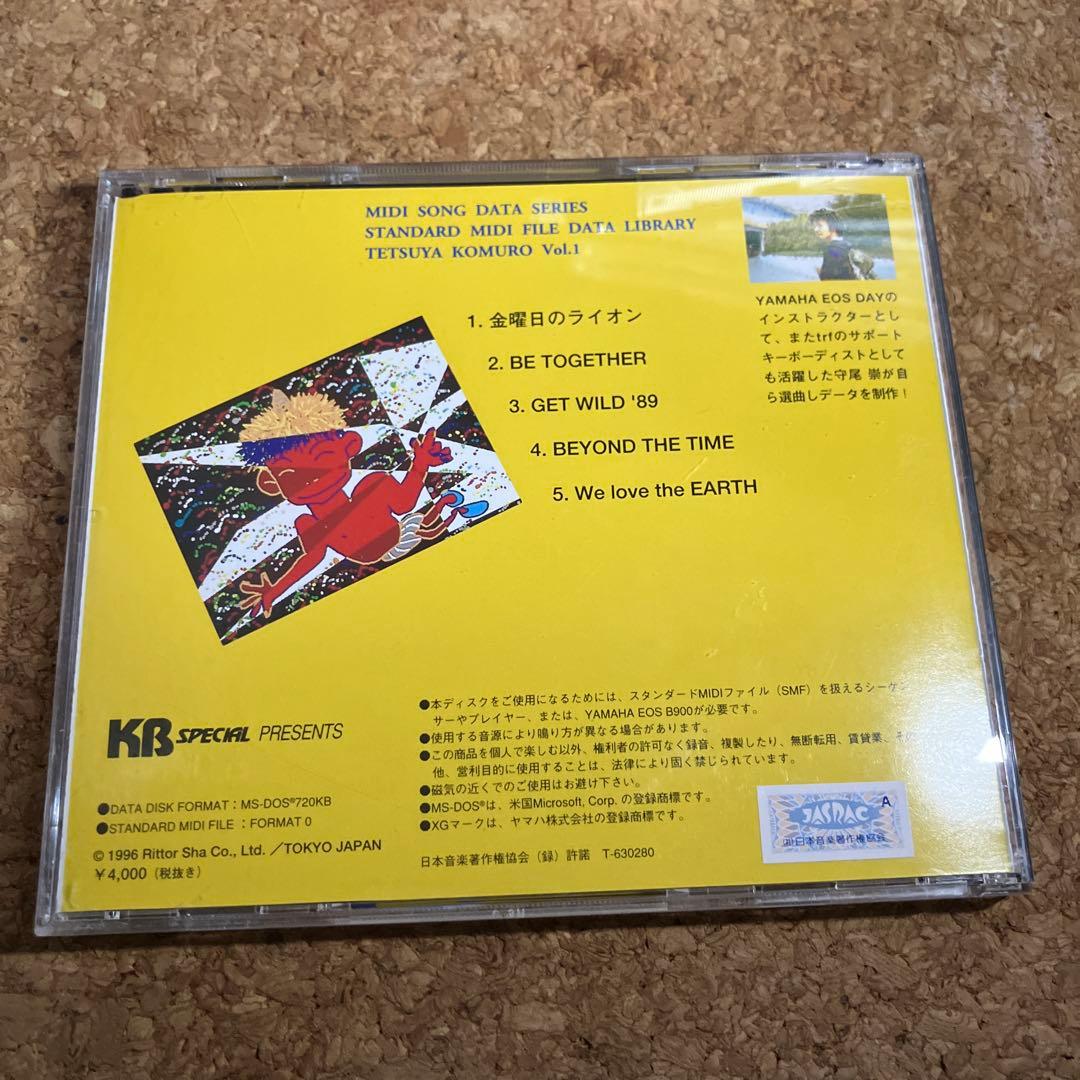 MIDI SONG DATA SERIES
STANDARD MIDI FILE DATA LIBRARY
TETSUYA KOMURO Vol.1
YAMAHA EOS DAYの
インストラクターとし
て、またtrfのサポート
キーボーディストとして
も活躍した守尾 崇が自
ら選曲しデータを制作！
1. 金曜日のライオン
2. BE TOGETHER
3. GET WILD '89
4. BEYOND THE TIME
5. We love the EARTH
KB SPECIAL PRESENTS
●DATA DISK FORMAT : MS-DOS®720KB
●STANDARD MIDI FILE : FORMAT 0
© 1996 Rittor Sha Co., Ltd. ／TOKYO JAPAN
￥4,000（税抜き）
●本ディスクをご使用になるためには、スタンダードMIDIファイル（SMF）を扱えるシーケン
サーやプレイヤー、または、YAMAHA EOS B900が必要です。
●使用する音源により鳴り方が異なる場合があります。
●この商品を個人で楽しむ以外、権利者の許可なく録音、複製したり、無断転用、賃貸業、その
他、営利目的に使用することは、法律により固く禁じられています。
●磁気の近くでのご使用はお避け下さい。
●MS-DOS®は、米国Microsoft, Corp. の登録商標です。
●XGマークは、ヤマハ株式会社の登録商標です。
日本音楽著作権協会（録）許諾　T-630280
A
JASRAC
(社)日本音楽著作権協会